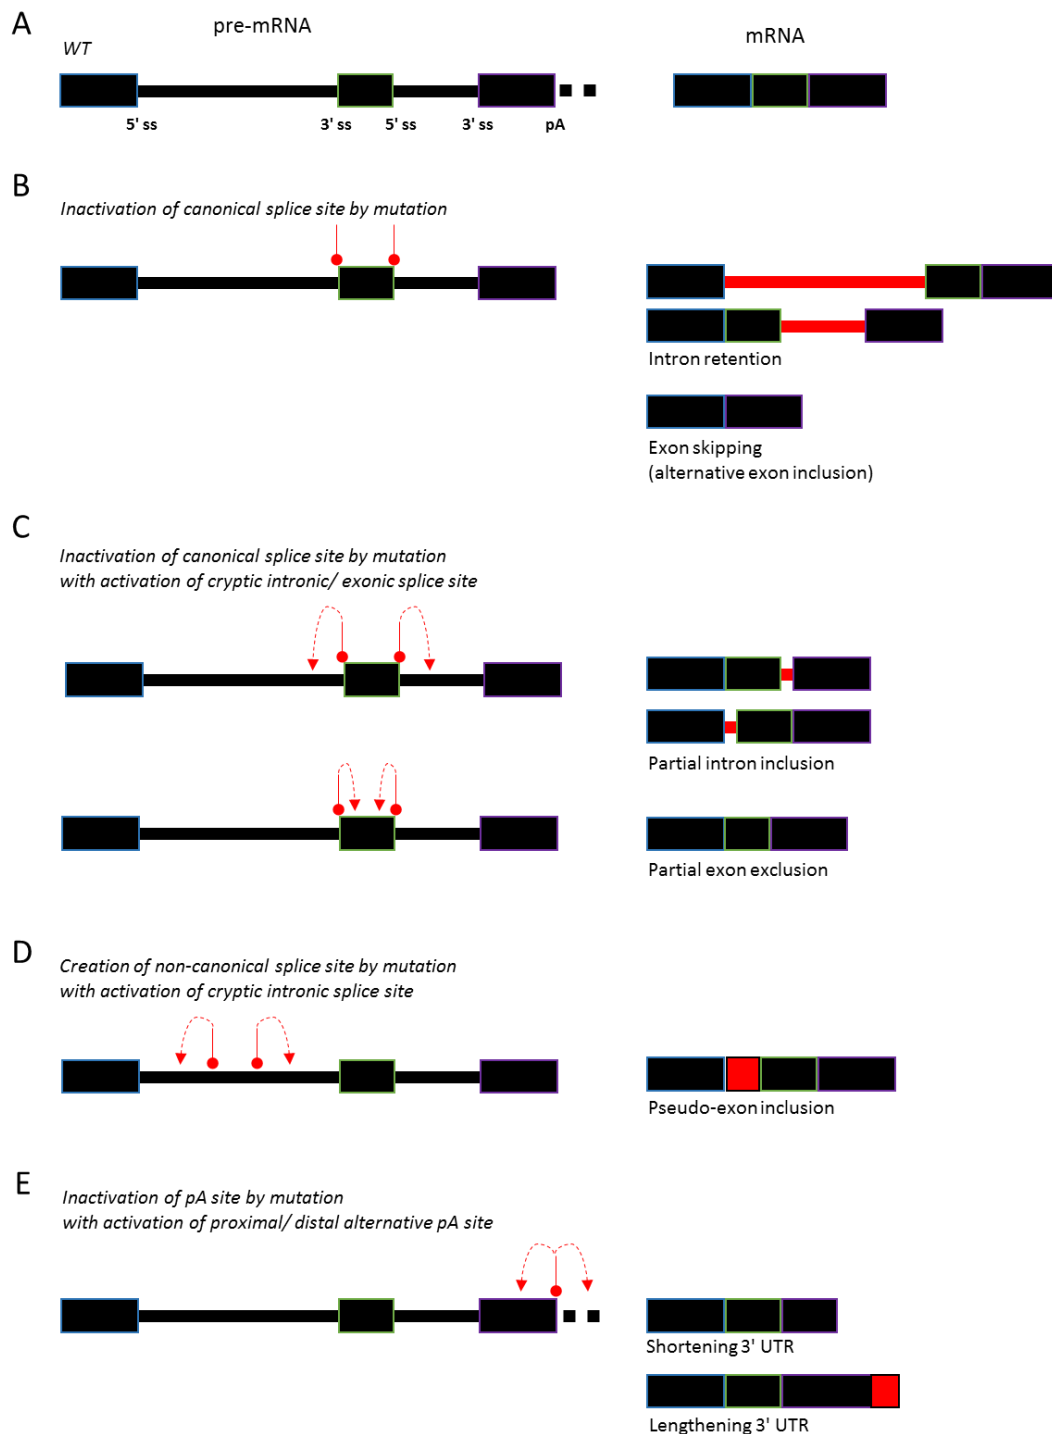 A
pre-mRNA
mRNA
WT
5' ss
3' ss
5' ss
3' ss
pA
B
Inactivation of canonical splice site by mutation
Intron retention
Exon skipping
(alternative exon inclusion)
C
Inactivation of canonical splice site by mutation
with activation of cryptic intronic/ exonic splice site
Partial intron inclusion
Partial exon exclusion
D
Creation of non-canonical splice site by mutation
with activation of cryptic intronic splice site
Pseudo-exon inclusion
E
Inactivation of pA site by mutation
with activation of proximal/ distal alternative pA site
Shortening 3' UTR
Lengthening 3' UTR